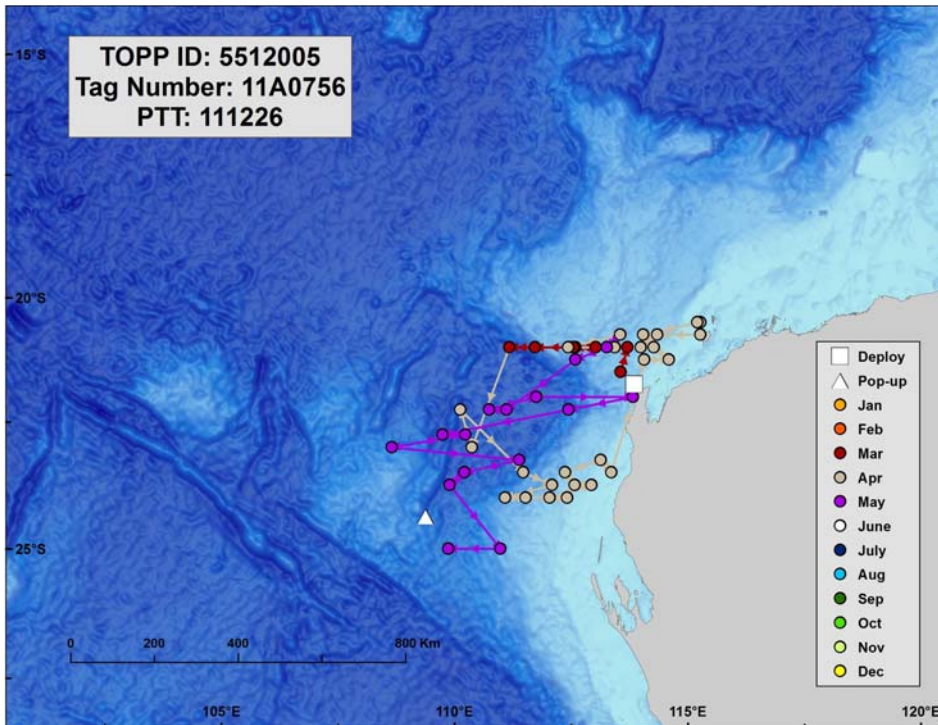 15°S
TOPP ID: 5512005
Tag Number: 11A0756
PTT: 111226
20°S
Deploy
Pop-up
Jan
Feb
Mar
Apr
May
June
July
Aug
Sep
Oct
Nov
Dec
25°S
0 200 400 800 Km
105°E 110°E 115°E 120°E